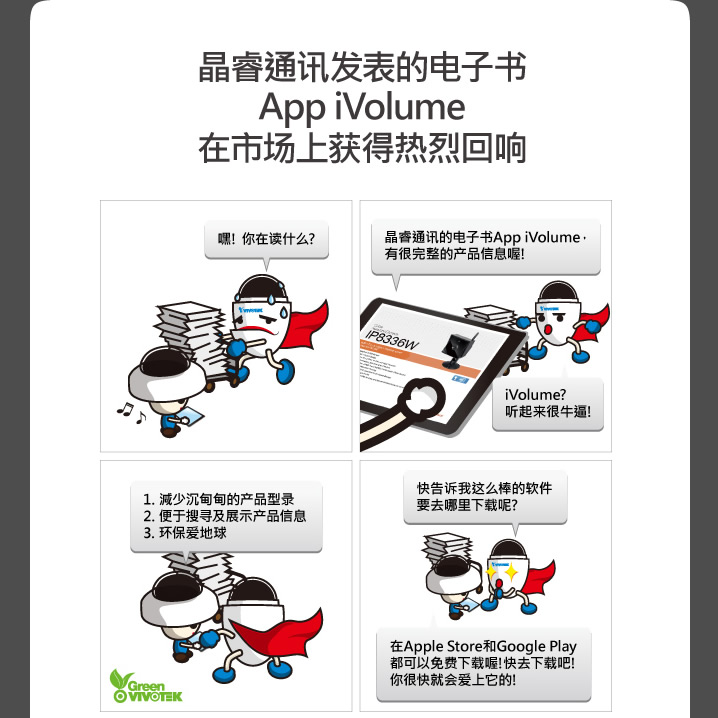 晶睿通讯发表的电子书
App iVolume
在市场上获得热烈回响
嘿! 你在读什么?
VIVOTEK
晶睿通讯的电子书App iVolume，
有很完整的产品信息喔!
IP8336W
VIVOTEK
iVolume?
听起来很牛逼!
1. 減少沉甸甸的产品型录
2. 便于搜寻及展示产品信息
3. 环保爱地球
Green
VIVOTEK
快告诉我这么棒的软件
要去哪里下载呢?
VIVOTEK
在Apple Store和Google Play
都可以免费下载喔! 快去下载吧!
你很快就会爱上它的!